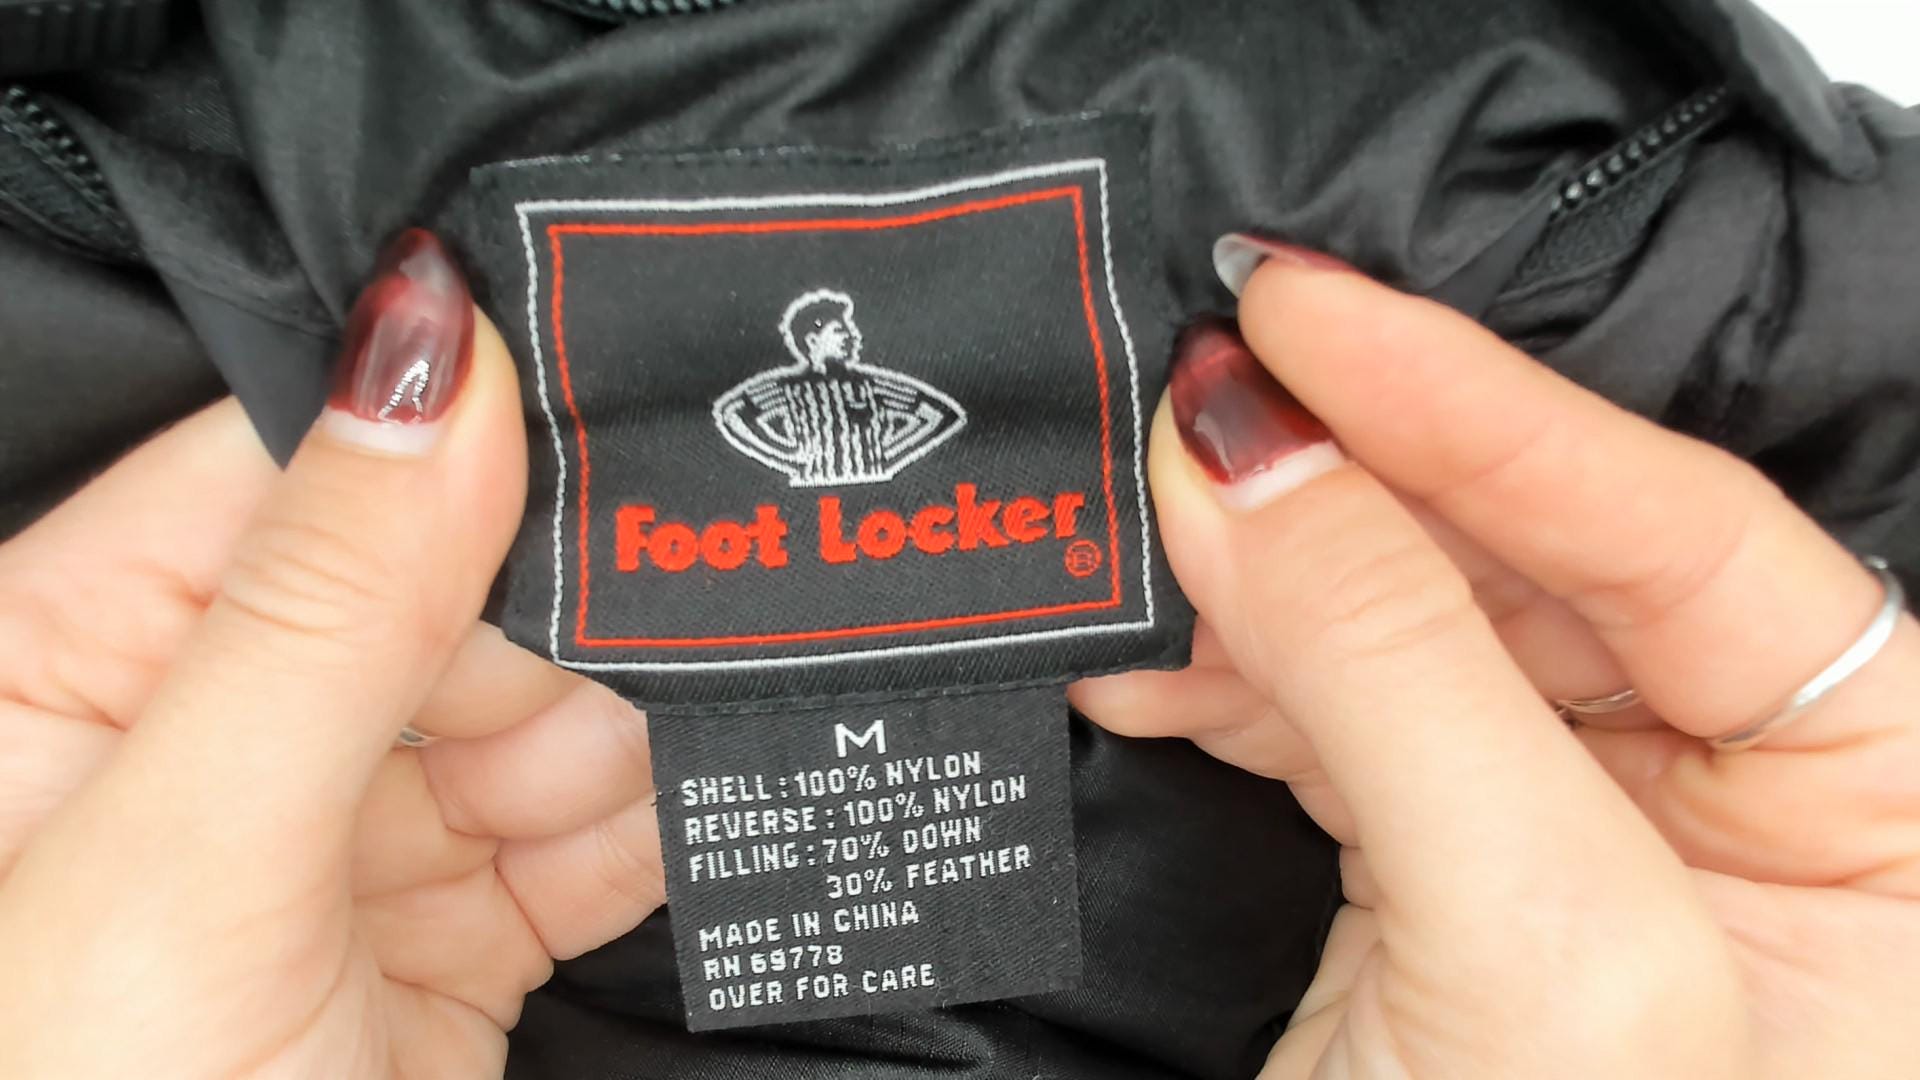 Foot Locker
®
M
SHELL : 100% NYLON
REVERSE : 100% NYLON
FILLING : 70% DOWN
30% FEATHER
MADE IN CHINA
RN 69778
OVER FOR CARE